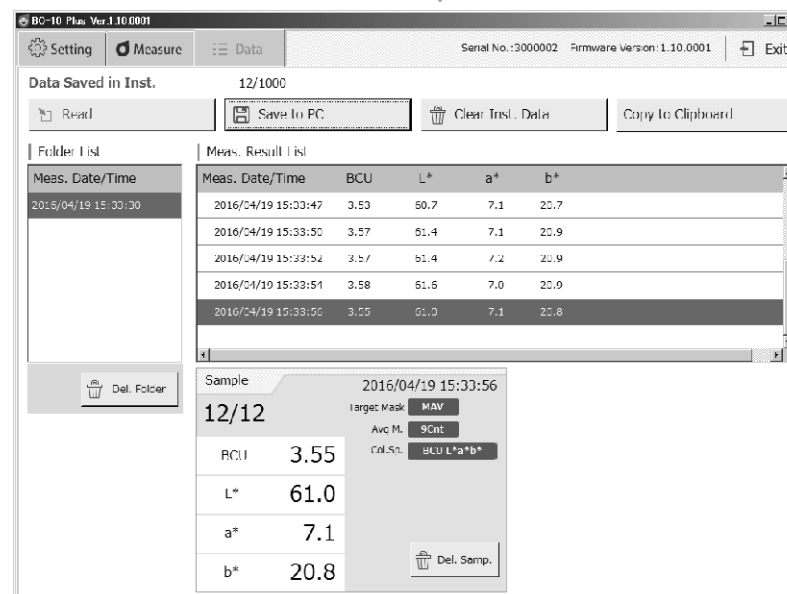 BC-10 Plus Ver.1.10.0001
Setting Measure Data Serial No.:3000002 Firmware Version:1.10.0001 Exit
Data Saved in Inst. 12/1000
Read Save to PC Clear Inst. Data Copy to Clipboard
Folder List Meas. Result List
Meas. Date/Time Meas. Date/Time BCU L* a* b*
2016/04/19 15:33:30 2016/04/19 15:33:47 3.53 60.7 7.1 20.7
2016/04/19 15:33:50 3.57 61.4 7.1 20.9
2016/04/19 15:33:52 3.57 61.4 7.2 20.9
2016/04/19 15:33:54 3.58 61.6 7.0 20.9
2016/04/19 15:33:56 3.55 61.0 7.1 20.8
Del. Folder
Sample 2016/04/19 15:33:56
12/12 Target Mask MAV
Avg M. 9Cnt
BCU 3.55 Col.Sp. BCU L*a*b*
L* 61.0
a* 7.1
Del. Samp.
b* 20.8